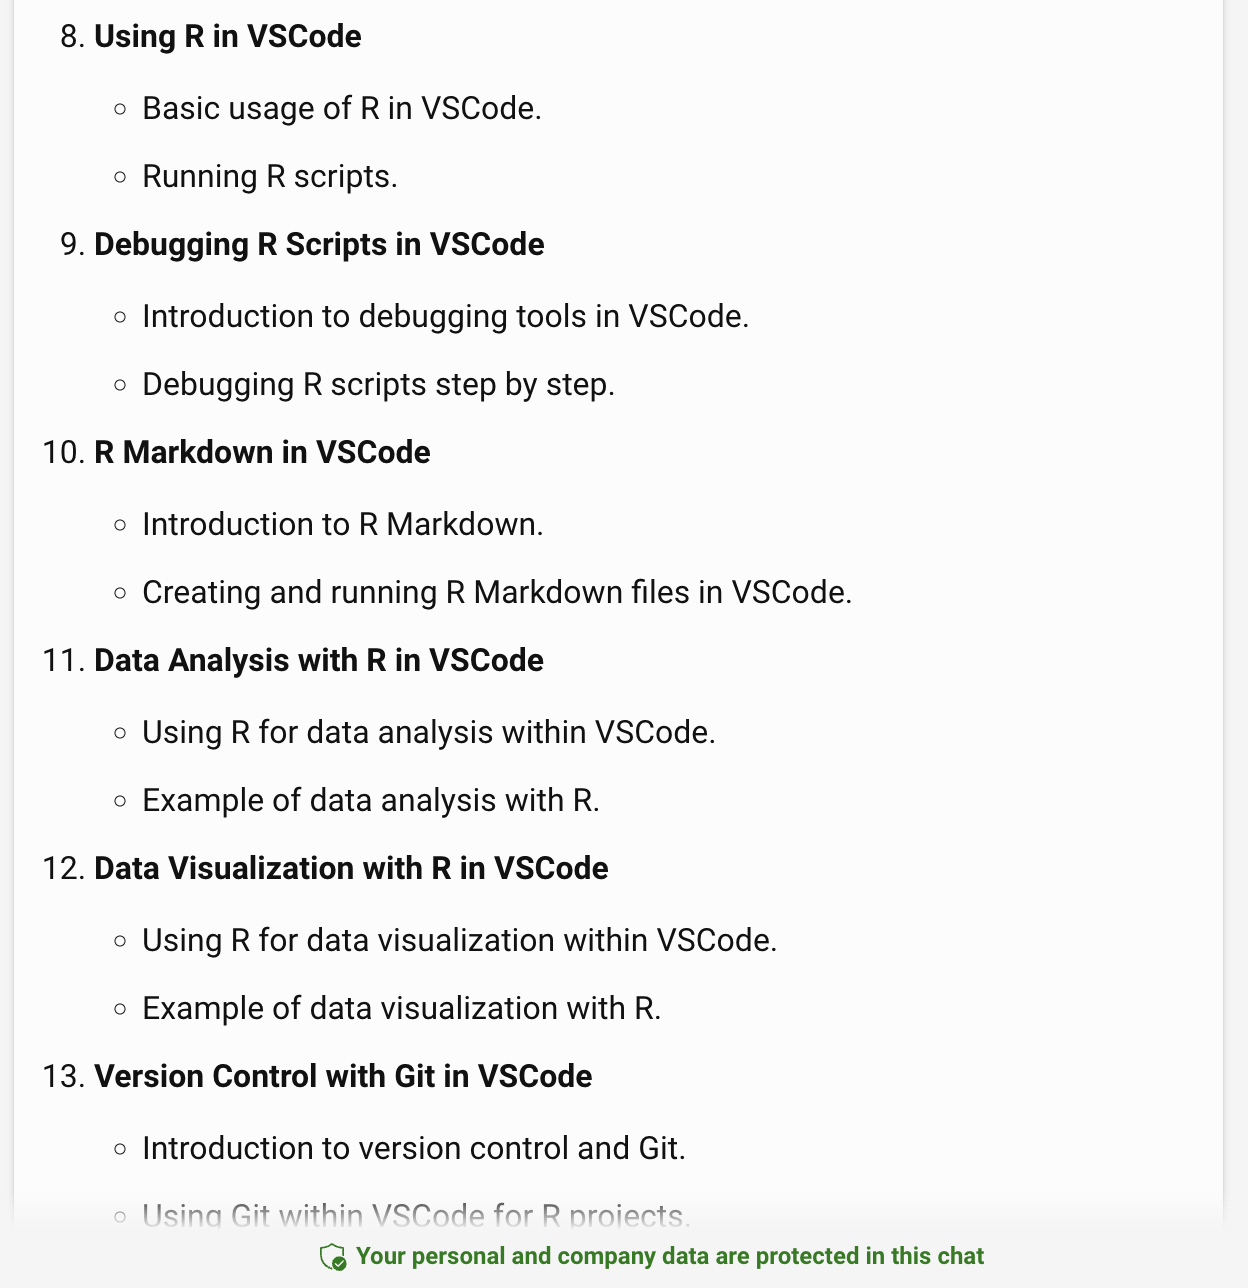 8. Using R in VSCode
○ Basic usage of R in VSCode.
○ Running R scripts.
9. Debugging R Scripts in VSCode
○ Introduction to debugging tools in VSCode.
○ Debugging R scripts step by step.
10. R Markdown in VSCode
○ Introduction to R Markdown.
○ Creating and running R Markdown files in VSCode.
11. Data Analysis with R in VSCode
○ Using R for data analysis within VSCode.
○ Example of data analysis with R.
12. Data Visualization with R in VSCode
○ Using R for data visualization within VSCode.
○ Example of data visualization with R.
13. Version Control with Git in VSCode
○ Introduction to version control and Git.
○ Using Git within VSCode for R projects.
Your personal and company data are protected in this chat